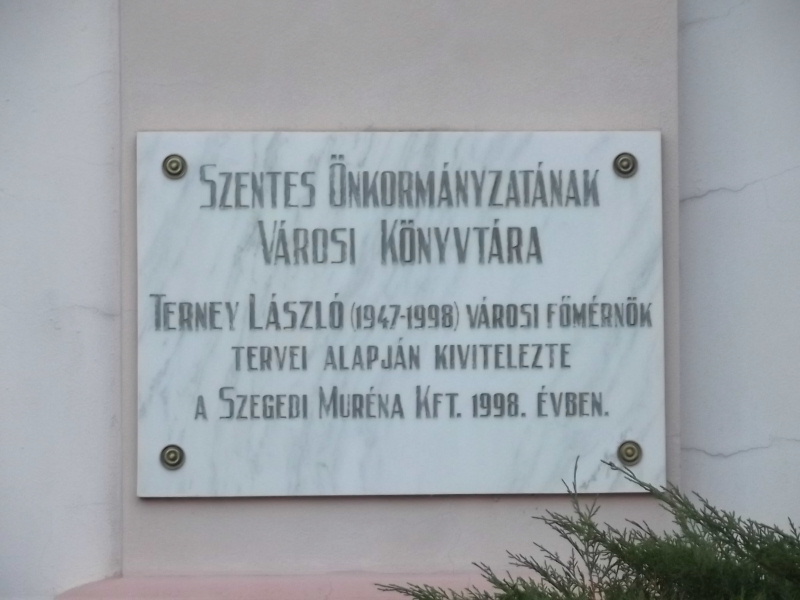 SZENTES ÖNKORMÁNYZATÁNAK
VÁROSI KÖNYVTÁRA
TERNEY LÁSZLÓ (1947-1998) VÁROSI FŐMÉRNÖK
TERVEI ALAPJÁN KIVITELEZTE
A SZEGEDI MURÉNA KFT. 1998. ÉVBEN.